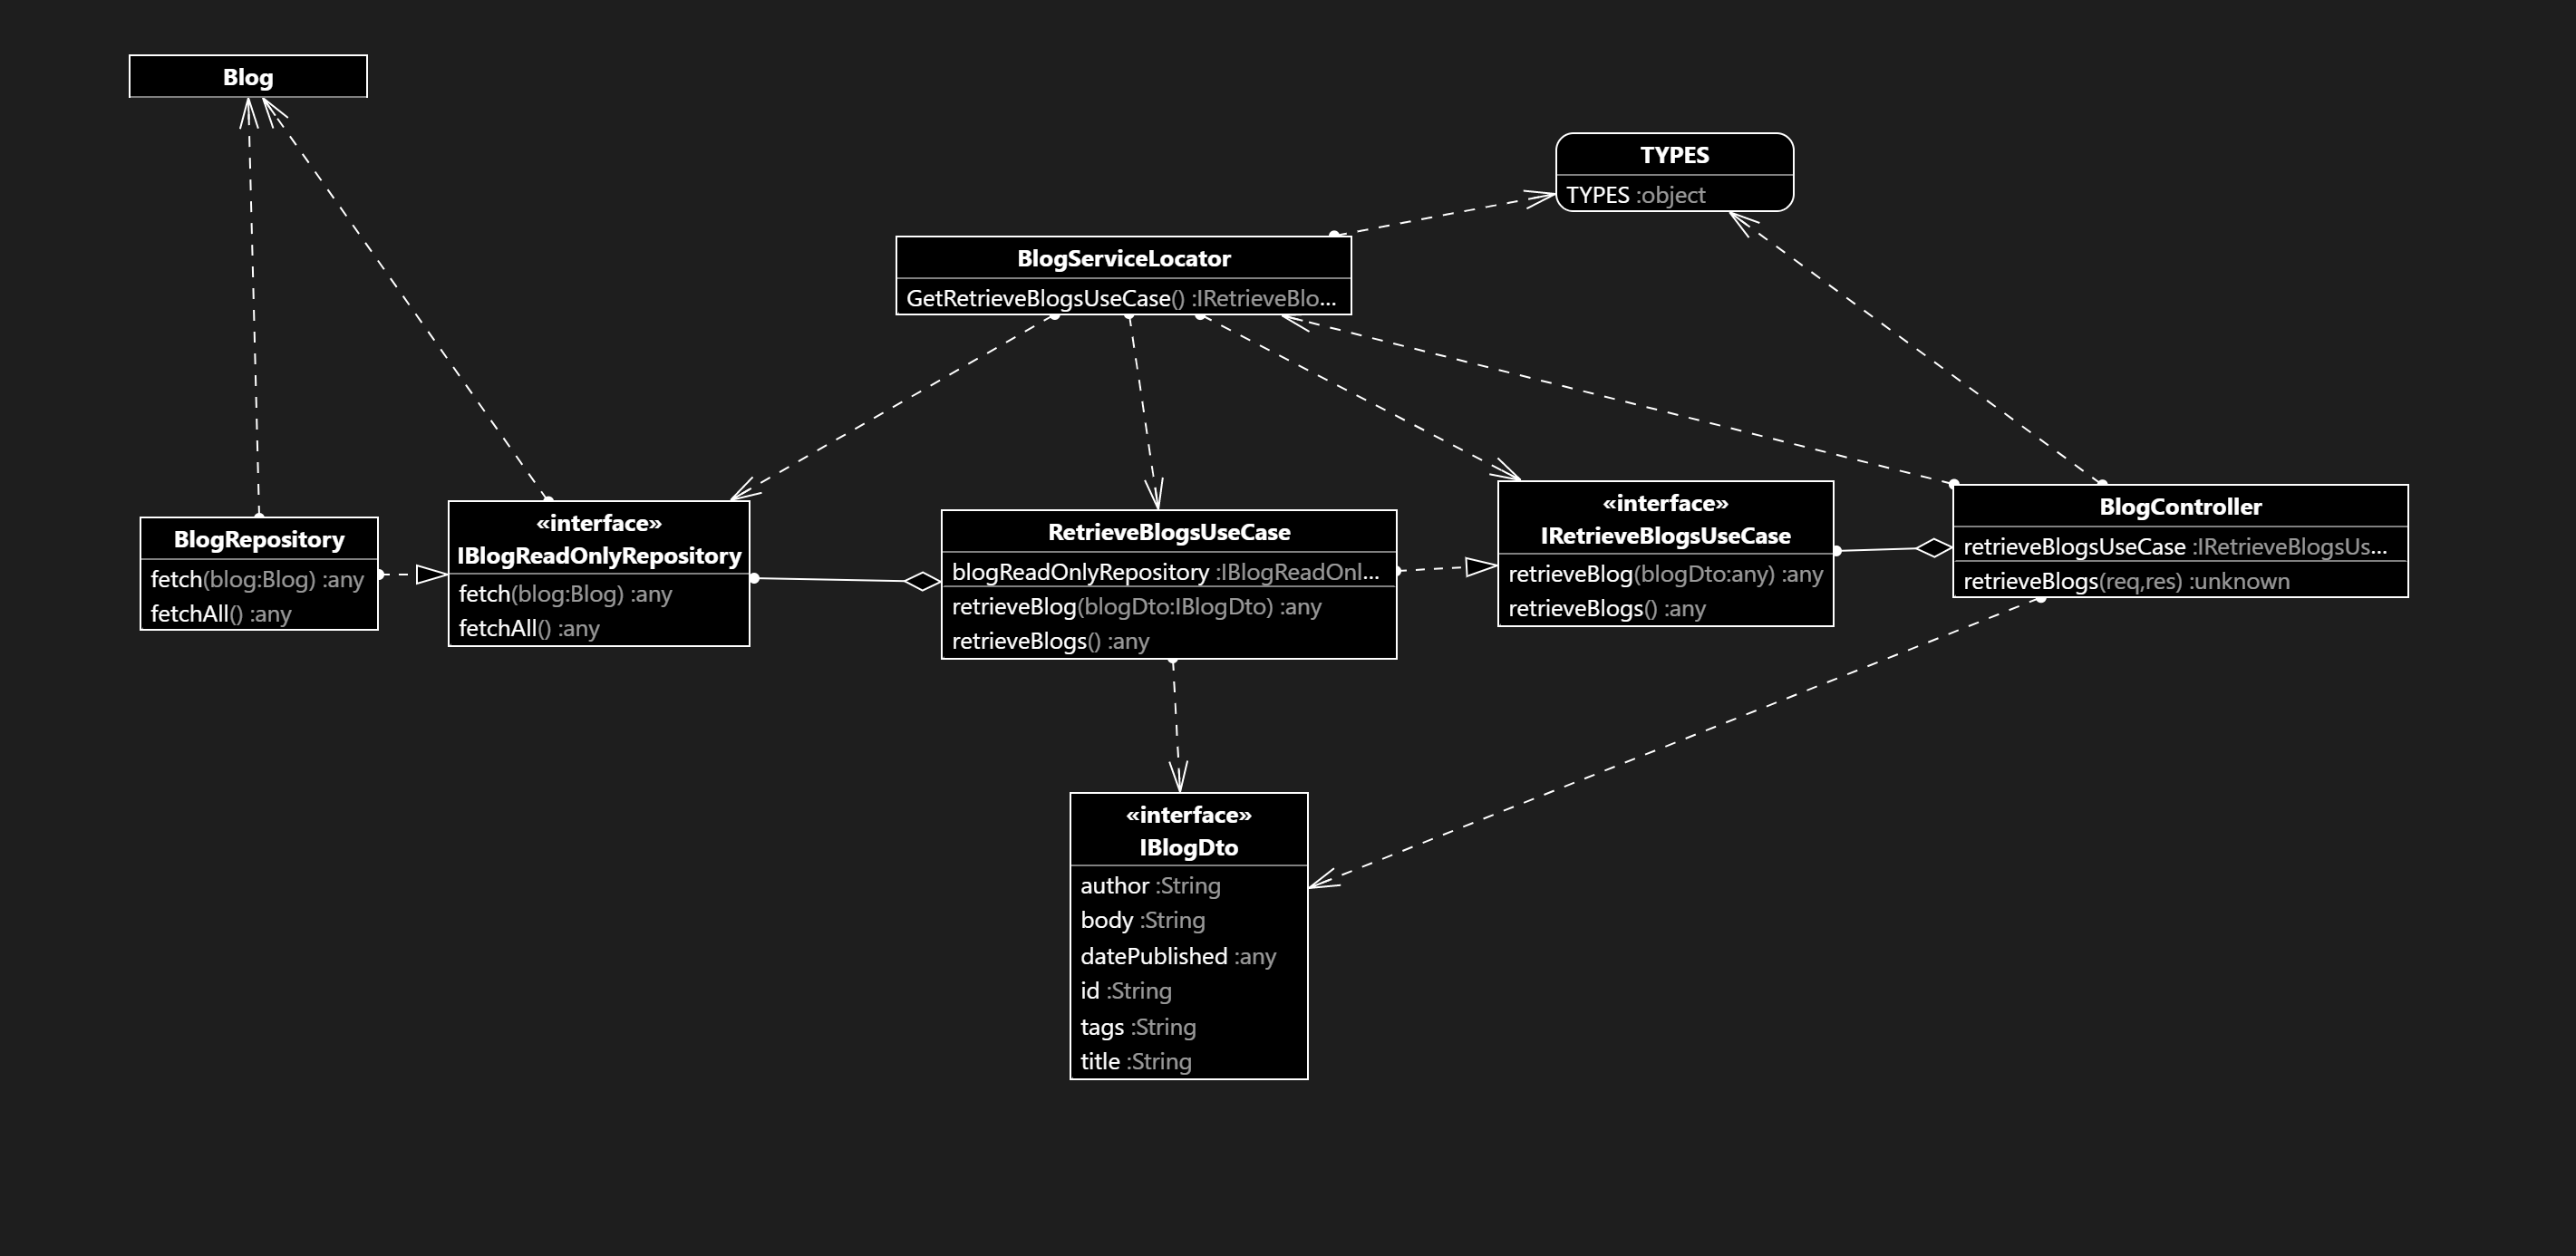 Blog
TYPES
TYPES :object
BlogServiceLocator
GetRetrieveBlogsUseCase() :IRetrieveBlo...
BlogRepository
fetch(blog:Blog) :any
fetchAll() :any
«interface»
IBlogReadOnlyRepository
fetch(blog:Blog) :any
fetchAll() :any
RetrieveBlogsUseCase
blogReadOnlyRepository :IBlogReadOnl...
retrieveBlog(blogDto:IBlogDto) :any
retrieveBlogs() :any
«interface»
IRetrieveBlogsUseCase
retrieveBlog(blogDto:any) :any
retrieveBlogs() :any
BlogController
retrieveBlogsUseCase :IRetrieveBlogsUs...
retrieveBlogs(req,res) :unknown
«interface»
IBlogDto
author :String
body :String
datePublished :any
id :String
tags :String
title :String